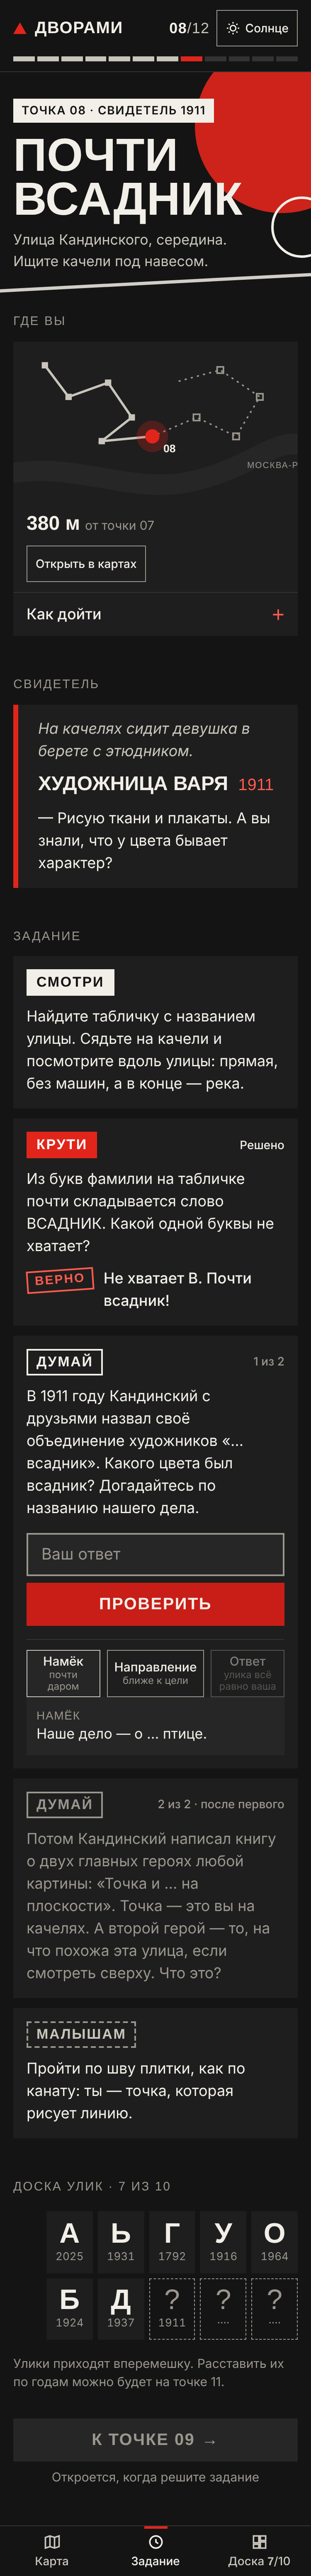 ДВОРАМИ
08/12
Солнце
ТОЧКА 08 · СВИДЕТЕЛЬ 1911
ПОЧТИ
ВСАДНИК
Улица Кандинского, середина.
Ищите качели под навесом.
ГДЕ ВЫ
08
МОСКВА-Р
380 м от точки 07
Открыть в картах
Как дойти
+
СВИДЕТЕЛЬ
На качелях сидит девушка в
берете с этюдником.
ХУДОЖНИЦА ВАРЯ 1911
— Рисую ткани и плакаты. А вы
знали, что у цвета бывает
характер?
ЗАДАНИЕ
СМОТРИ
Найдите табличку с названием
улицы. Сядьте на качели и
посмотрите вдоль улицы: прямая,
без машин, а в конце — река.
КРУТИ
Решено
Из букв фамилии на табличке
почти складывается слово
ВСАДНИК. Какой одной буквы не
хватает?
ВЕРНО
Не хватает В. Почти
всадник!
ДУМАЙ
1 из 2
В 1911 году Кандинский с
друзьями назвал своё
объединение художников «…
всадник». Какого цвета был
всадник? Догадайтесь по
названию нашего дела.
Ваш ответ
ПРОВЕРИТЬ
Намёк
почти
даром
Направление
ближе к цели
Ответ
улика всё
равно ваша
НАМЁК
Наше дело — о … птице.
ДУМАЙ
2 из 2 · после первого
Потом Кандинский написал книгу
о двух главных героях любой
картины: «Точка и … на
плоскости». Точка — это вы на
качелях. А второй герой — то, на
что похожа эта улица, если
смотреть сверху. Что это?
МАЛЫШАМ
Пройти по шву плитки, как по
канату: ты — точка, которая
рисует линию.
ДОСКА УЛИК · 7 ИЗ 10
А Ь Г У О
2025 1931 1792 1916 1964
Б Д ? ? ?
1924 1937 1911 ···· ····
Улики приходят вперемешку. Расставить их
по годам можно будет на точке 11.
К ТОЧКЕ 09 →
Откроется, когда решите задание
Карта
Задание
Доска 7/10